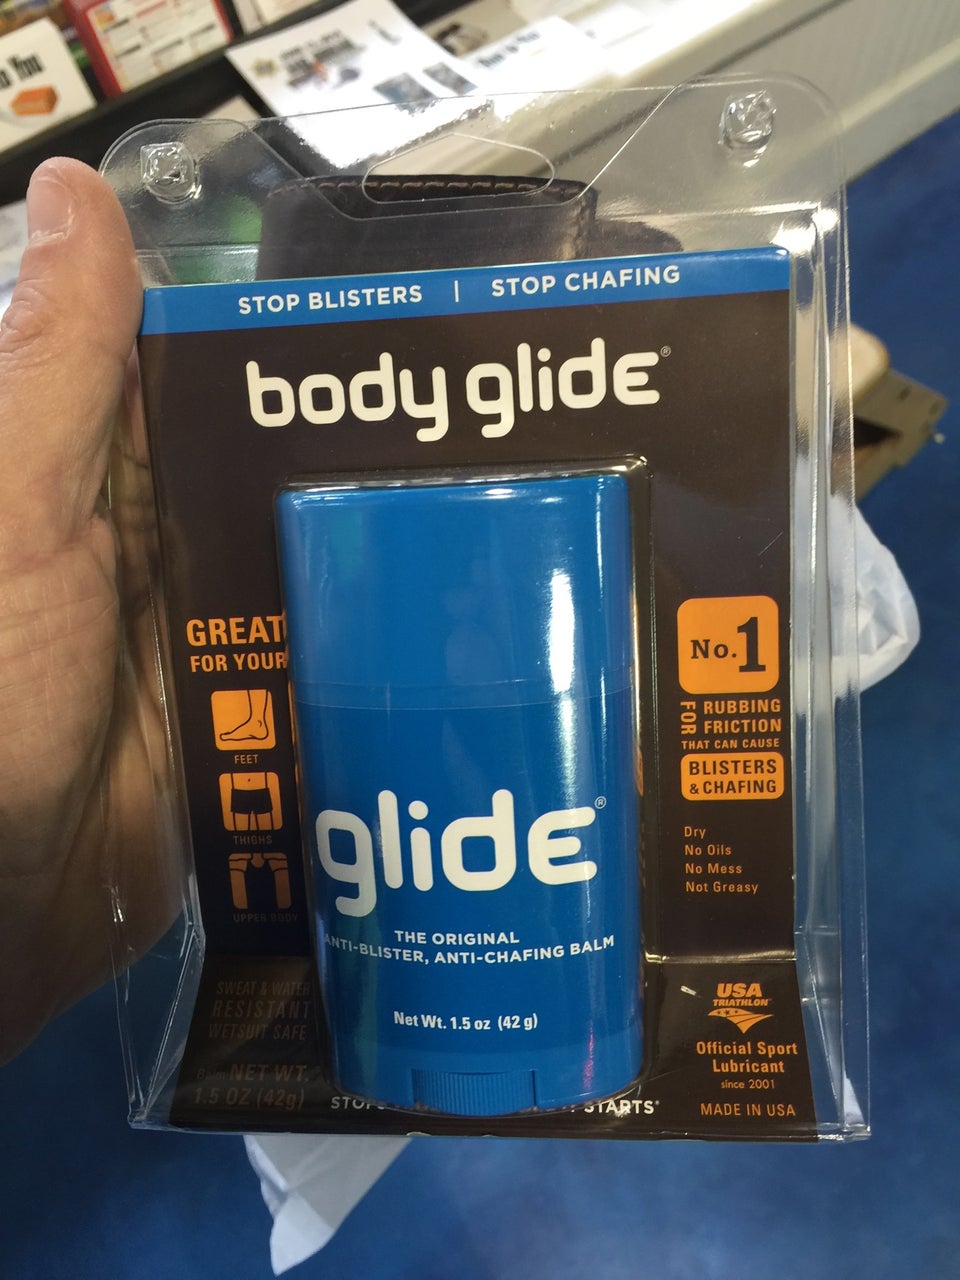 STOP BLISTERS | STOP CHAFING
body glide®
GREAT
FOR YOUR
FEET
THIGHS
UPPER BODY
No.1
FOR RUBBING
FRICTION
THAT CAN CAUSE
BLISTERS
& CHAFING
Dry
No Oils
No Mess
Not Greasy
glide®
THE ORIGINAL
ANTI-BLISTER, ANTI-CHAFING BALM
Net Wt. 1.5 oz (42 g)
SWEAT & WATER
RESISTANT
WETSUIT SAFE
Balm NET WT.
1.5 OZ (42g)
USA
TRIATHLON
Official Sport
Lubricant
since 2001
MADE IN USA
STARTS